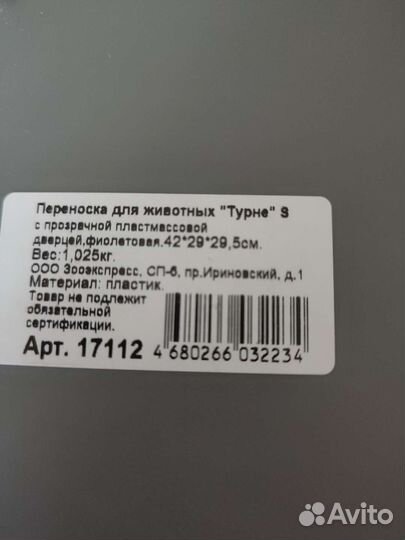 Переноска для животных "Турне" S
с прозрачной пластмассовой
дверцей,фиолетовая.42*29*29,5см.
Вес:1,025кг.
ООО Зооэкспресс, СП-б, пр.Ириновский, д.1
Материал: пластик.
Товар не подлежит
обязательной
сертификации.
Арт. 17112
4 680266 032234
Avito